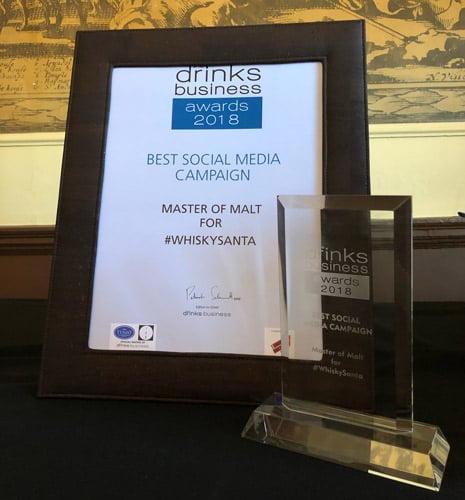 drinks
business
awards
2018
BEST SOCIAL MEDIA
CAMPAIGN
MASTER OF MALT
FOR
#WHISKYSANTA
drinks business
drinks
business
awards
2018
BEST SOCIAL
MEDIA CAMPAIGN
Master of Malt
for
#WhiskySanta